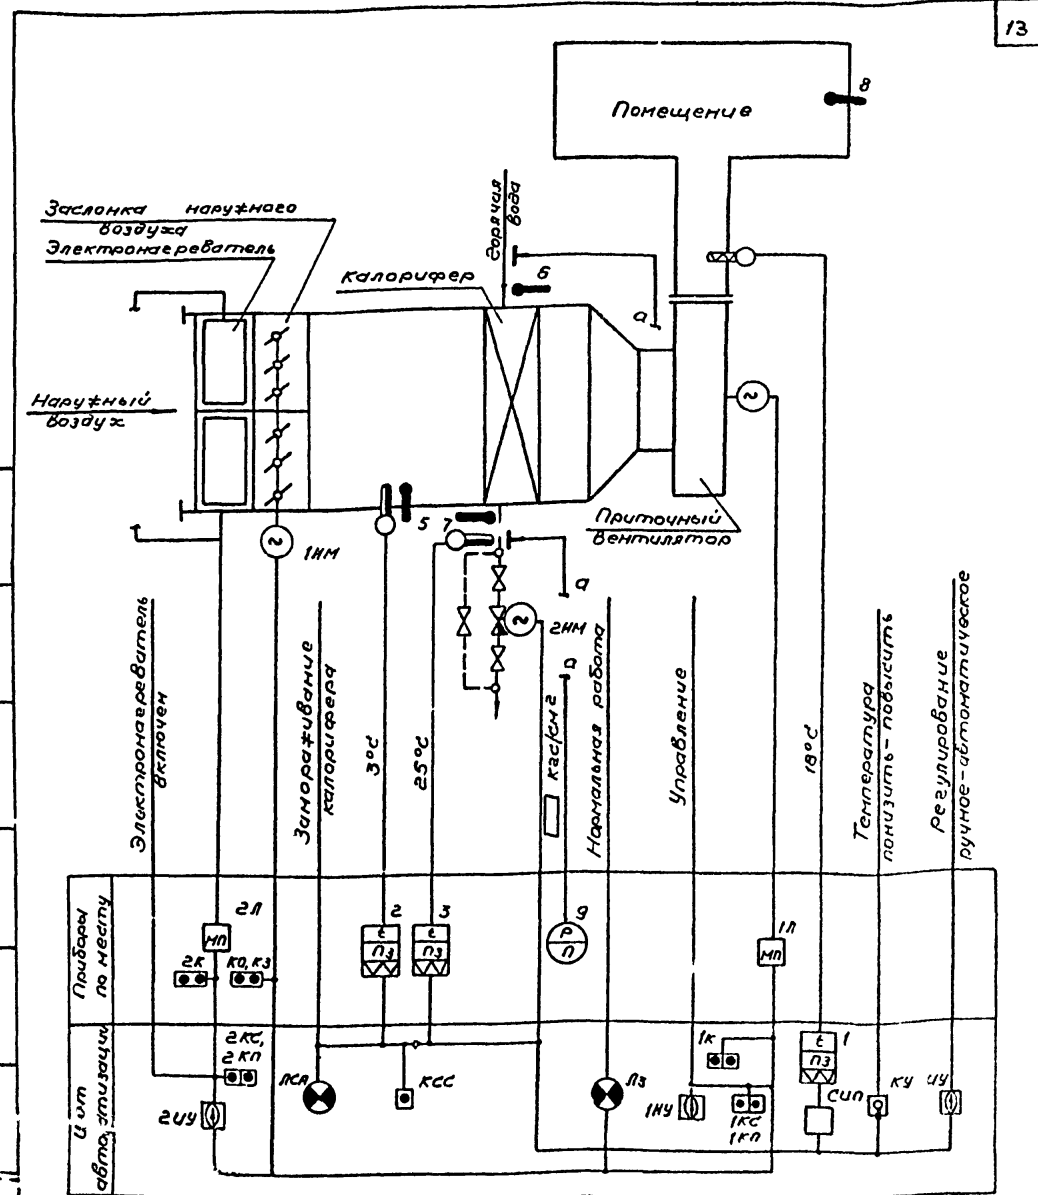 13
Помещение
8
Заслонка наружного
воздуха
Электронагреватель
горячая
вода
Калорифер
6
а
Наружный
воздух
Приточный
вентилятор
5
7
1ИМ
а
2ИМ
а
Электронагреватель
включен
Замораживание
калорифера
3°С
25°С
кгс/см2
Нормальная работа
Управление
18°С
Температура
понизить-повысить
Регулирование
ручное-автоматическое
Приборы
по месту
2Л
МП
2К
КО, КЗ
2
t
ПЗ
3
t
ПЗ
9
Р
П
1Л
МП
Щит
автоматизации
2КС,
2КП
2ИУ
ЛСА
КСС
ЛЗ
1К
1НУ
1КС
1КП
1
t
ПЗ
СИП
КУ
ИУ